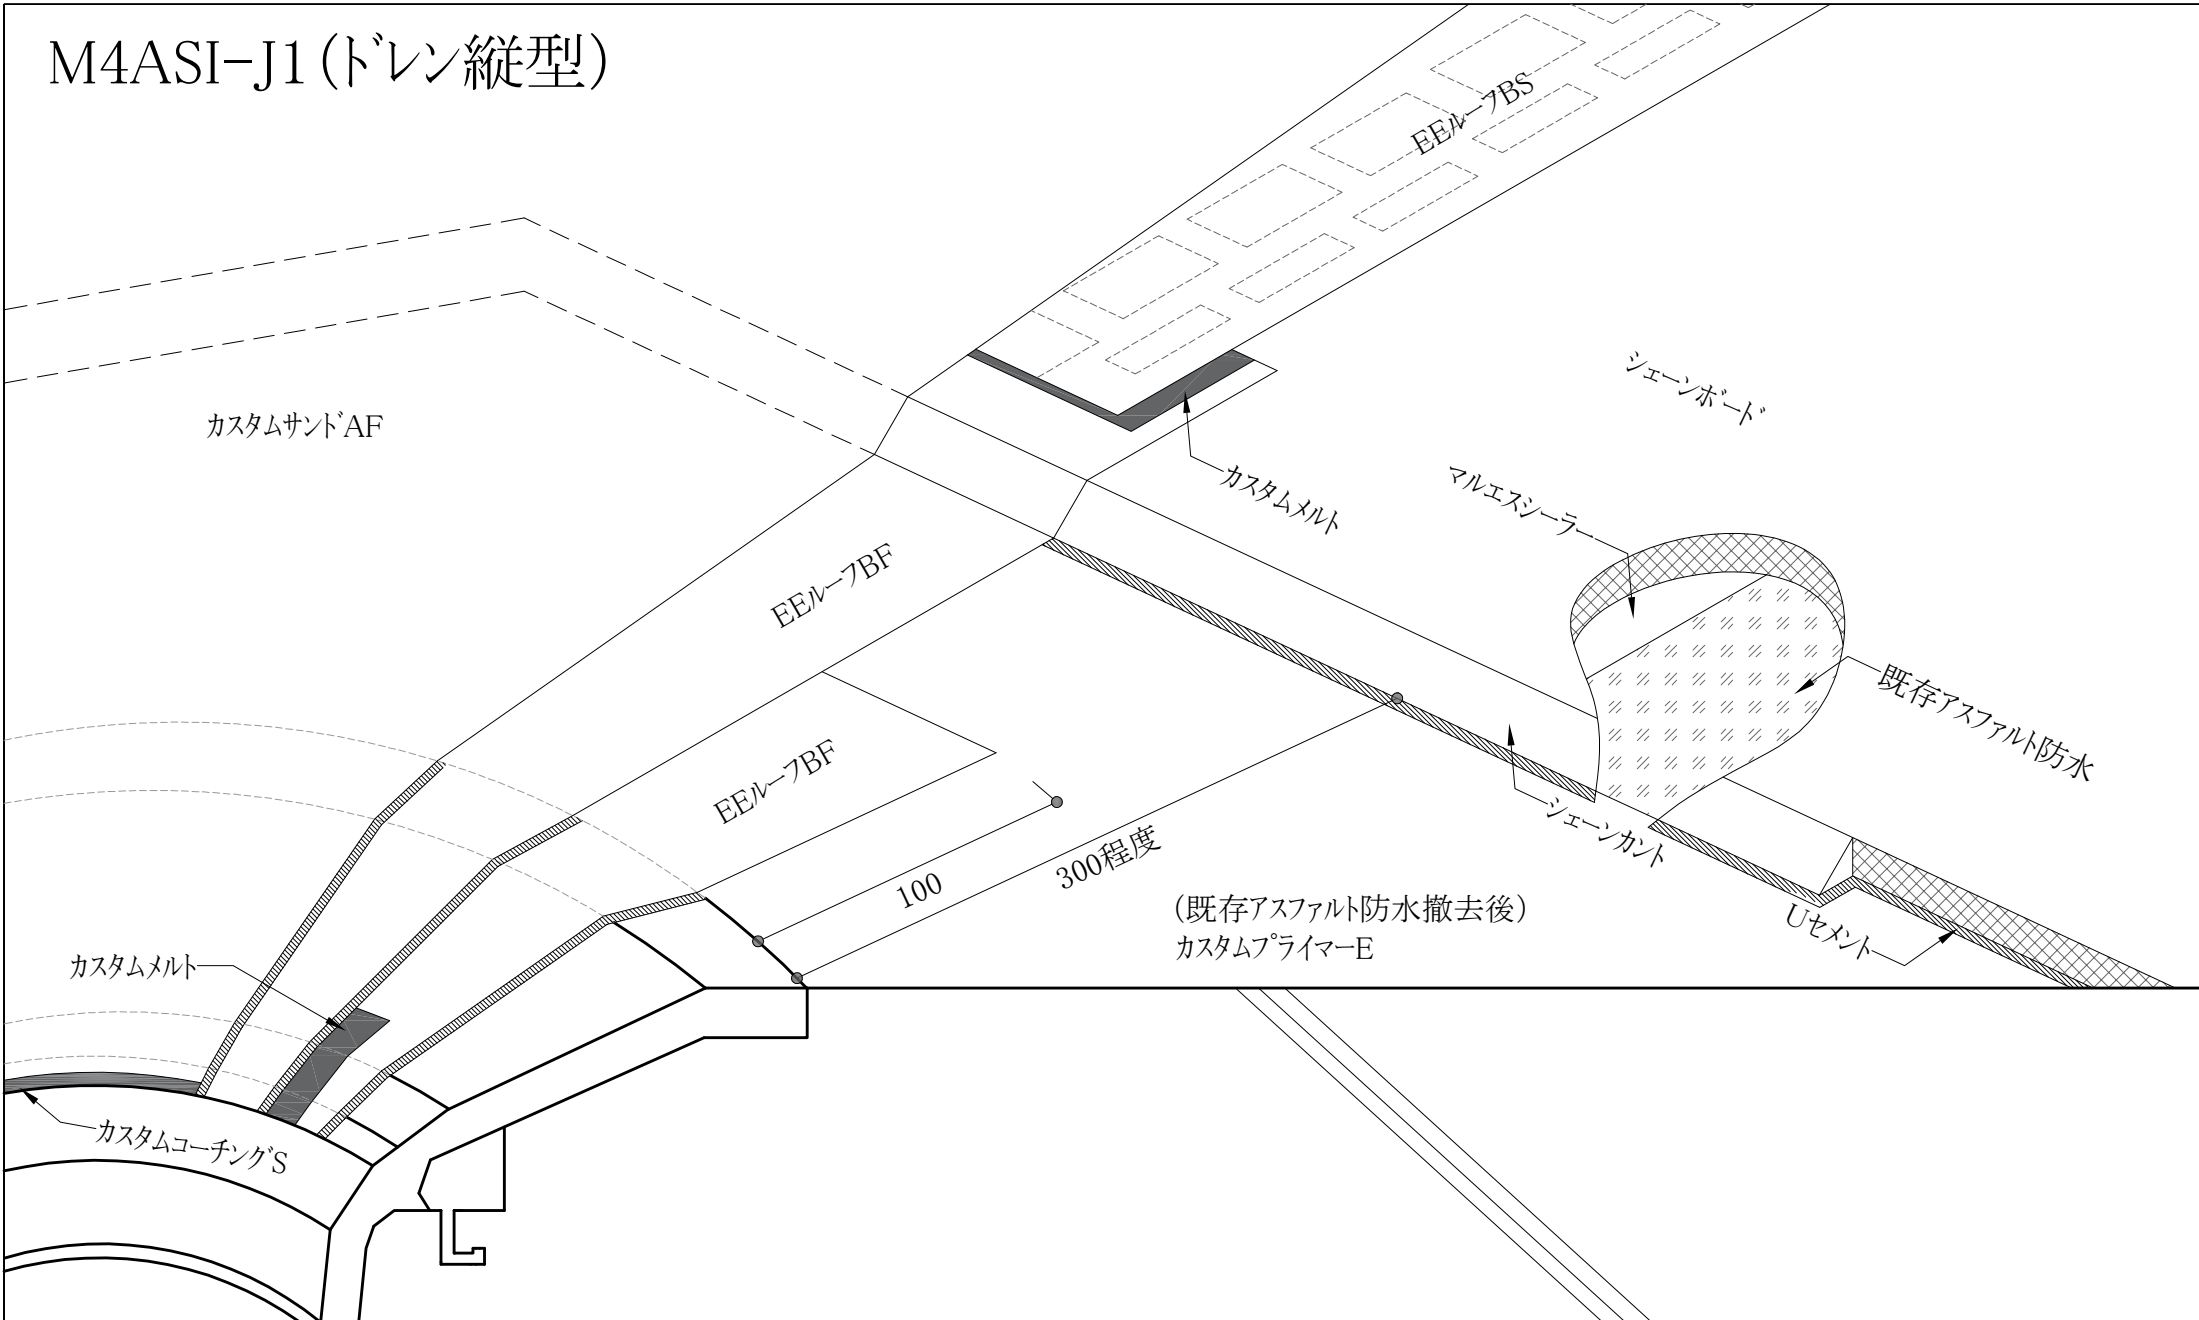 M4ASI-J1(ドレン縦型)
EEルーフBS
シェーンボード
カスタムサンドAF
カスタムメルト
マルエスシーラー
EEルーフBF
既存アスファルト防水
EEルーフBF
シェーンカント
300程度
100
(既存アスファルト防水撤去後)
カスタムプライマーE
Uセメント
カスタムメルト
カスタムコーチングS